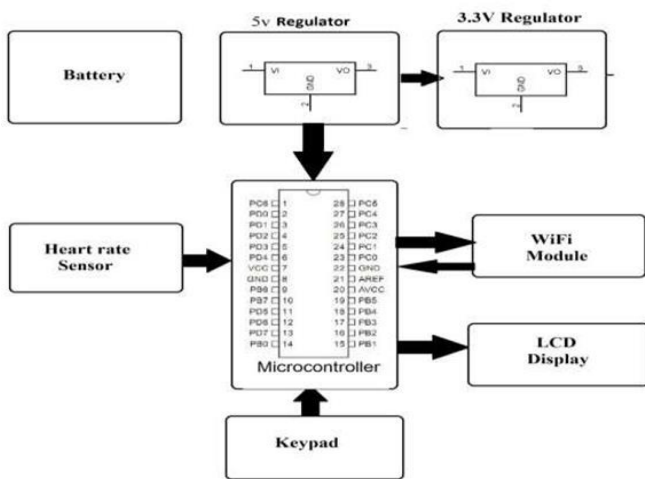 5v Regulator
3.3V Regulator
Battery
1 VI VO 3
GND
2
1 VI VO 3
GND
2
Heart rate
Sensor
PC6 1 28 PC5
PD0 2 27 PC4
PD1 3 26 PC3
PD2 4 25 PC2
PD3 5 24 PC1
PD4 6 23 PC0
VCC 7 22 GND
GND 8 21 AREF
PB6 9 20 AVCC
PB7 10 19 PB5
PD5 11 18 PB4
PD6 12 17 PB3
PD7 13 16 PB2
PB0 14 15 PB1
Microcontroller
WiFi
Module
LCD
Display
Keypad